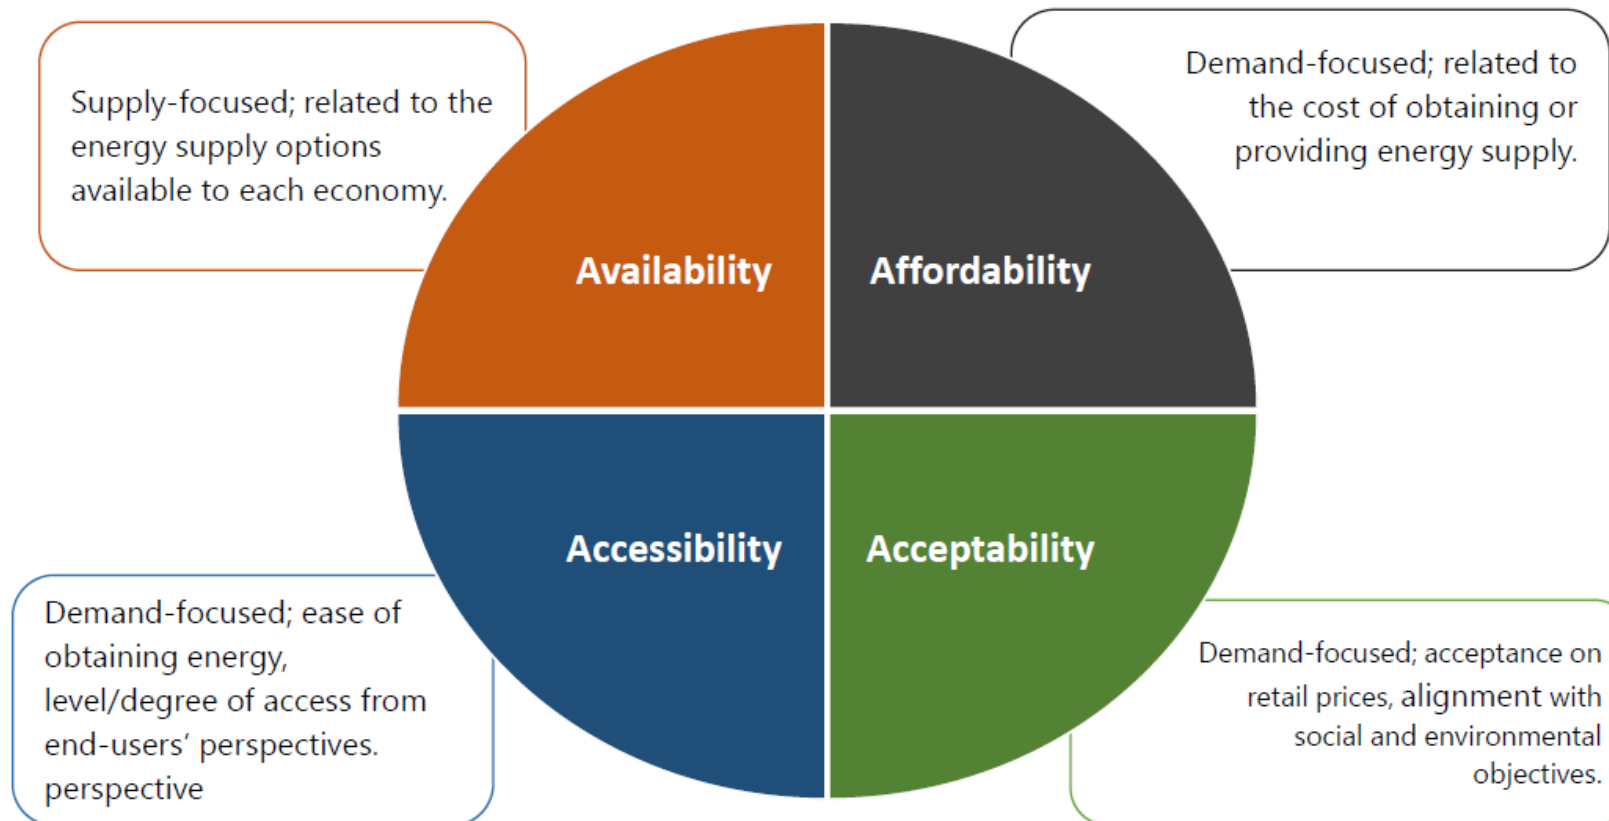 Supply-focused; related to the
energy supply options
available to each economy.
Demand-focused; related to
the cost of obtaining or
providing energy supply.
Availability
Affordability
Accessibility
Acceptability
Demand-focused; ease of
obtaining energy,
level/degree of access from
end-users’ perspectives.
perspective
Demand-focused; acceptance on
retail prices, alignment with
social and environmental
objectives.